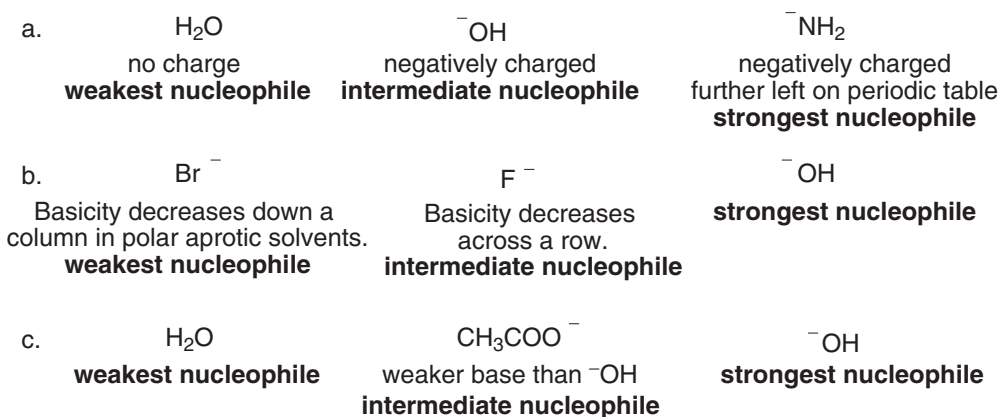 a. H₂O ⁻OH ⁻NH₂
no charge negatively charged negatively charged
weakest nucleophile intermediate nucleophile further left on periodic table
strongest nucleophile
b. Br⁻ F⁻ ⁻OH
Basicity decreases down a Basicity decreases strongest nucleophile
column in polar aprotic solvents. across a row.
weakest nucleophile intermediate nucleophile
c. H₂O CH₃COO⁻ ⁻OH
weakest nucleophile weaker base than ⁻OH strongest nucleophile
intermediate nucleophile